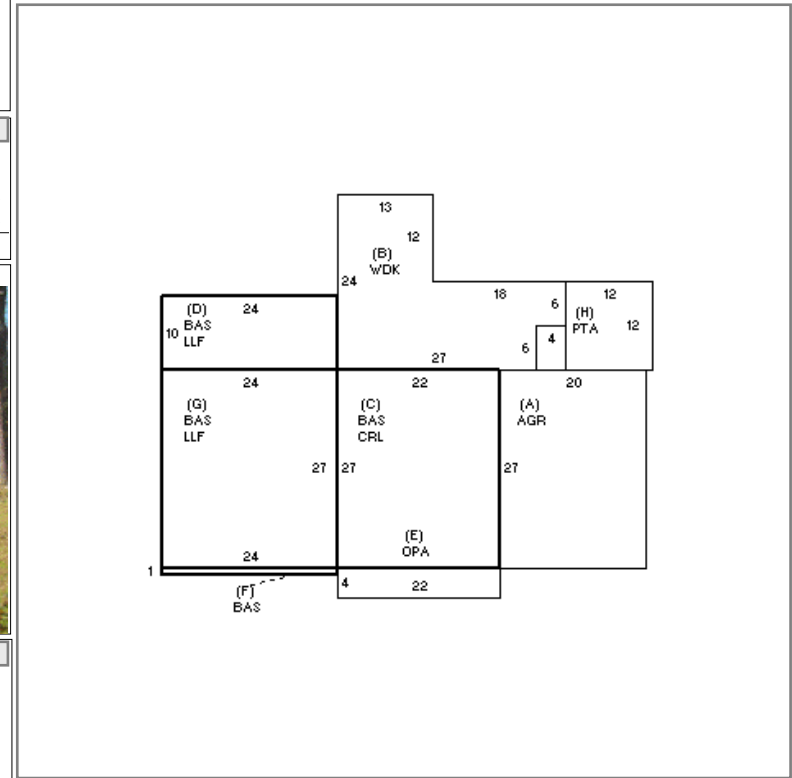 13
12
(B)
WDK
24
18
6
12
(H)
PTA
12
6
4
27
(D)
BAS
LLF
24
10
24
22
20
(G)
BAS
LLF
(C)
BAS
CRL
(A)
AGR
27
27
27
(E)
OPA
24
1
4
22
(F)
BAS